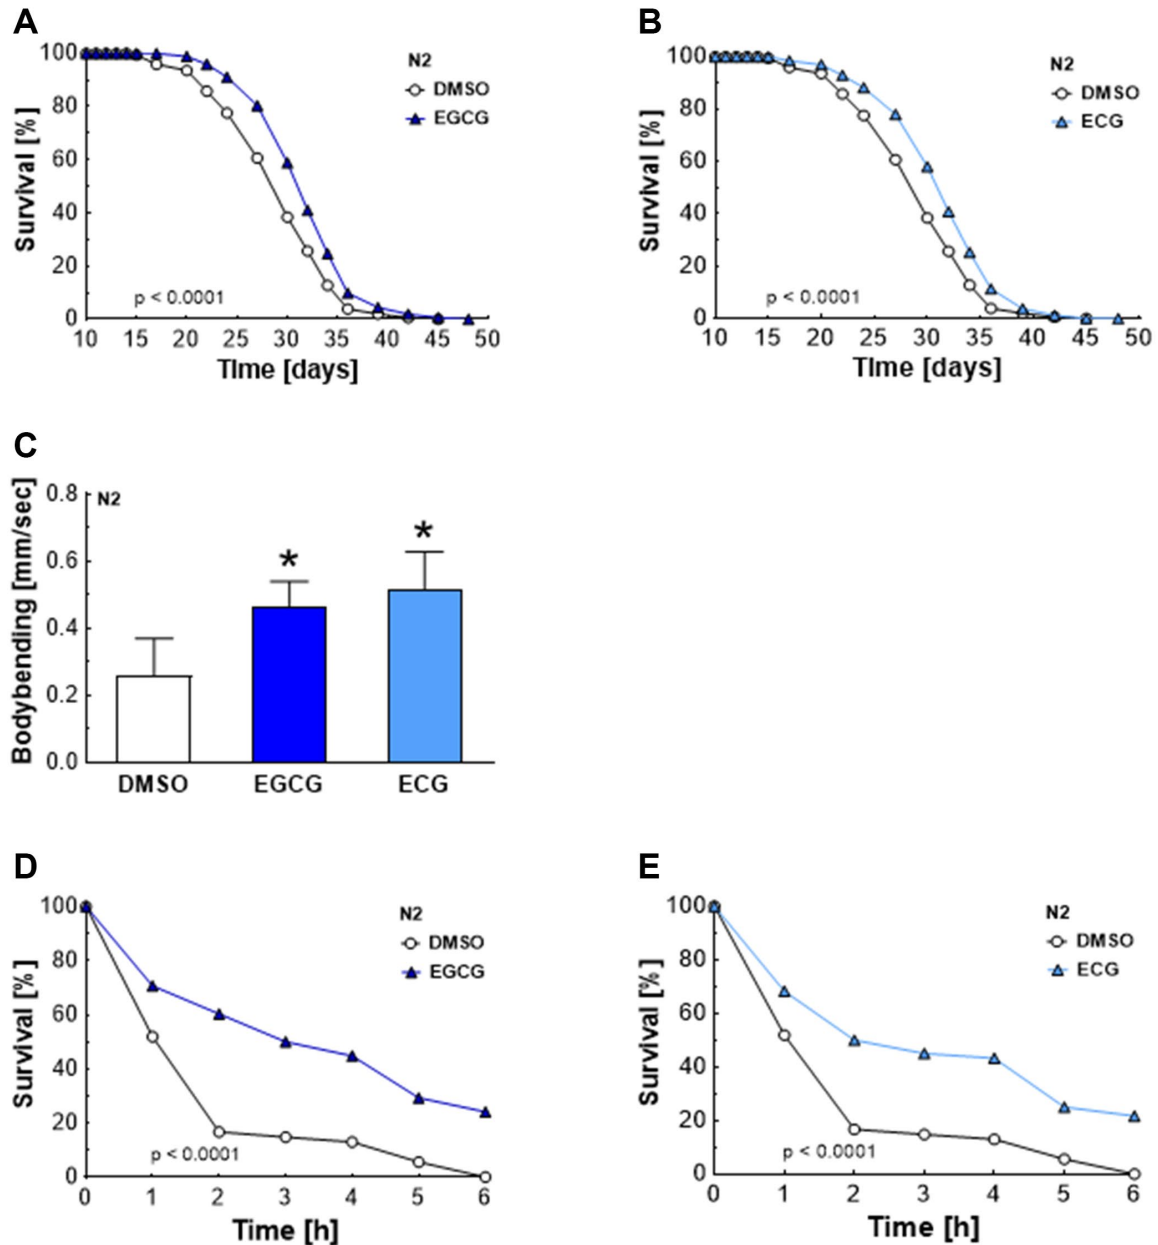 A
B
N2
DMSO
EGCG
Survival [%]
100
80
60
40
20
0
p < 0.0001
10 15 20 25 30 35 40 45 50
TIme [days]
N2
DMSO
ECG
Survival [%]
100
80
60
40
20
0
p < 0.0001
10 15 20 25 30 35 40 45 50
TIme [days]
C
N2
Bodybending [mm/sec]
0.8
0.6
0.4
0.2
0.0
* *
DMSO EGCG ECG
D
E
N2
DMSO
EGCG
Survival [%]
100
80
60
40
20
0
p < 0.0001
0 1 2 3 4 5 6
Time [h]
N2
DMSO
ECG
Survival [%]
100
80
60
40
20
0
p < 0.0001
0 1 2 3 4 5 6
Time [h]